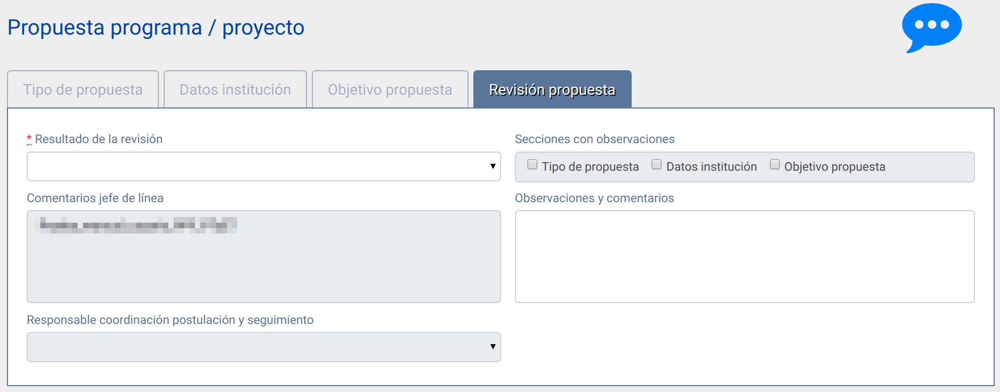 Propuesta programa / proyecto
Tipo de propuesta
Datos institución
Objetivo propuesta
Revisión propuesta
* Resultado de la revisión
Secciones con observaciones
Tipo de propuesta
Datos institución
Objetivo propuesta
Comentarios jefe de línea
Observaciones y comentarios
Responsable coordinación postulación y seguimiento